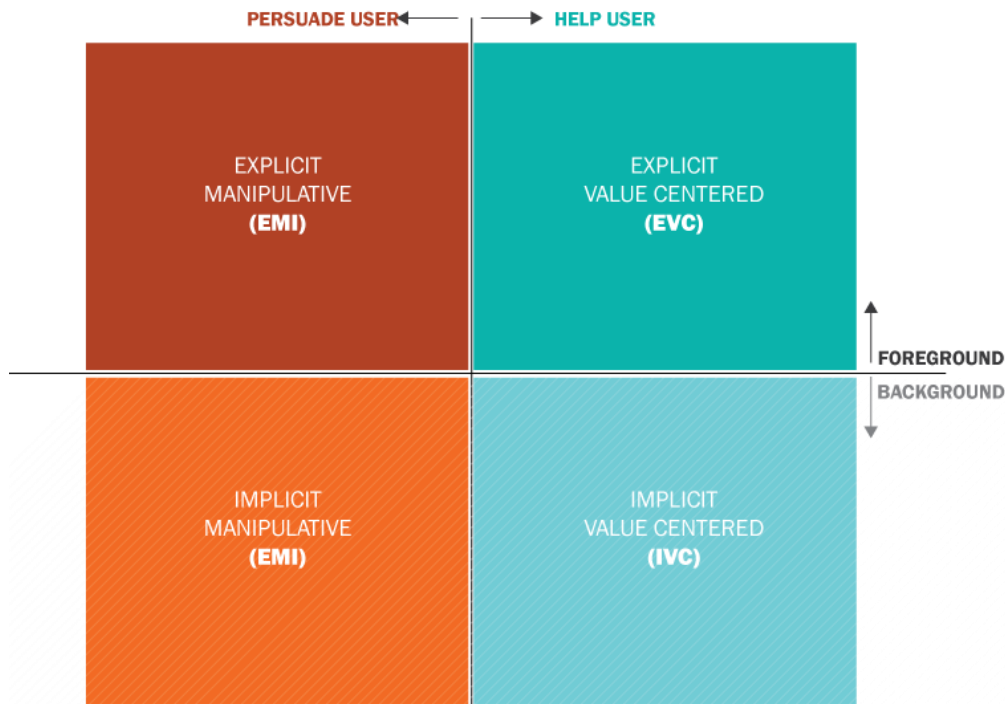 PERSUADE USER
HELP USER
EXPLICIT
MANIPULATIVE
(EMI)
EXPLICIT
VALUE CENTERED
(EVC)
FOREGROUND
BACKGROUND
IMPLICIT
MANIPULATIVE
(EMI)
IMPLICIT
VALUE CENTERED
(IVC)